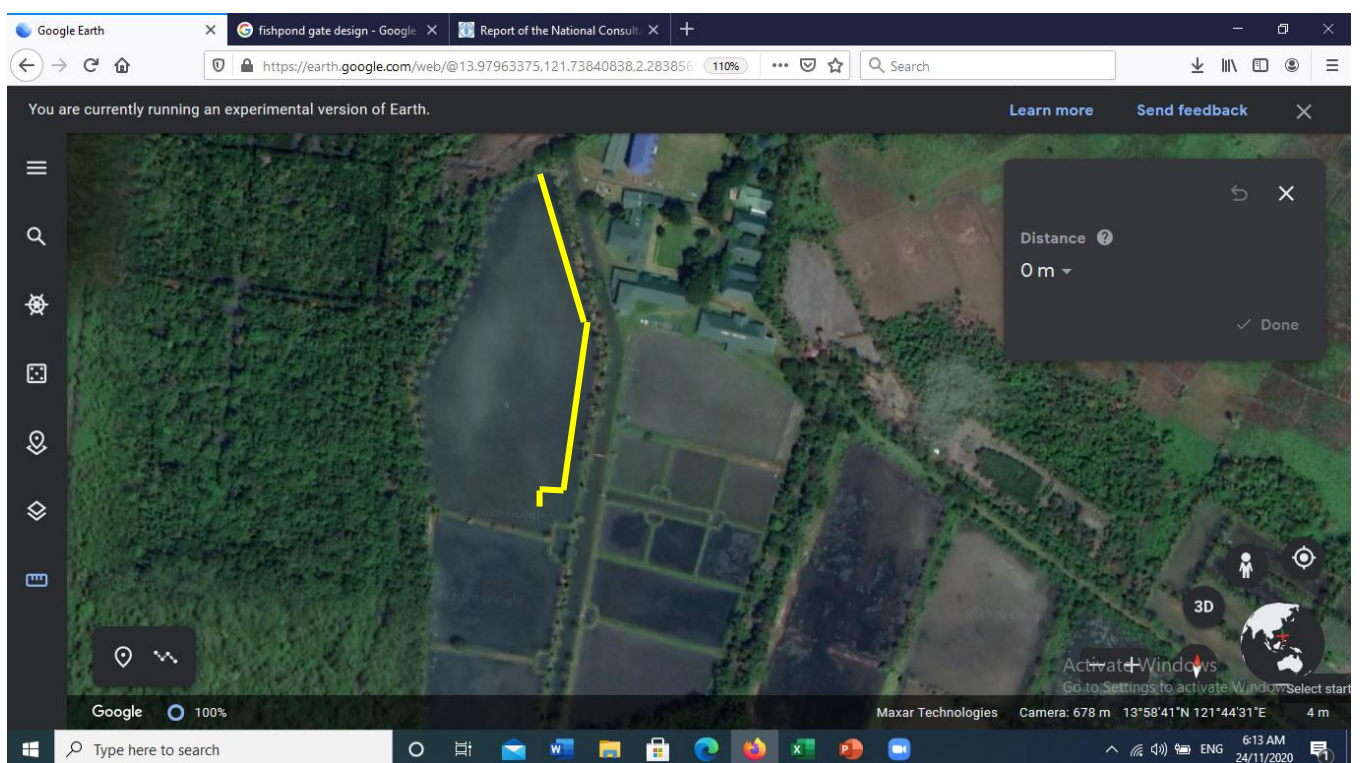 Google Earth
fishpond gate design - Google
Report of the National Consult
https://earth.google.com/web/@13.97963375,121.73840838,2.283856
110%
Search
You are currently running an experimental version of Earth.
Learn more
Send feedback
Distance
0 m
Done
3D
Activate Windows
Go to Settings to activate Windows.
Select start
Google
100%
Maxar Technologies
Camera: 678 m
13°58'41"N 121°44'31"E
4 m
Type here to search
ENG
6:13 AM
24/11/2020
1